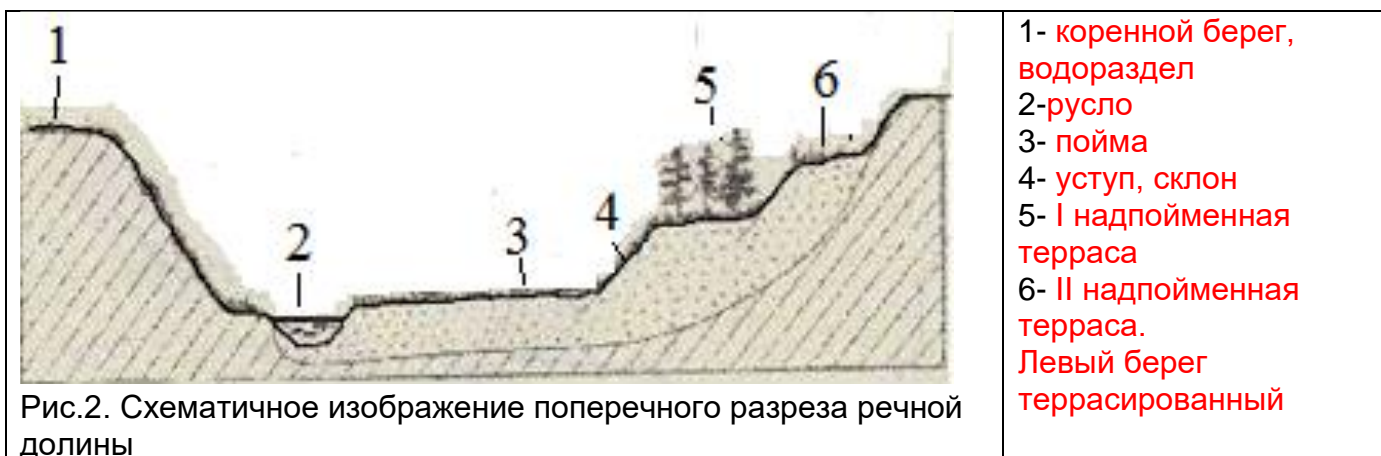 1
5
6
4
2
3
Рис.2. Схематичное изображение поперечного разреза речной
долины
1- коренной берег,
водораздел
2-русло
3- пойма
4- уступ, склон
5- I надпойменная
терраса
6- II надпойменная
терраса.
Левый берег
террасированный